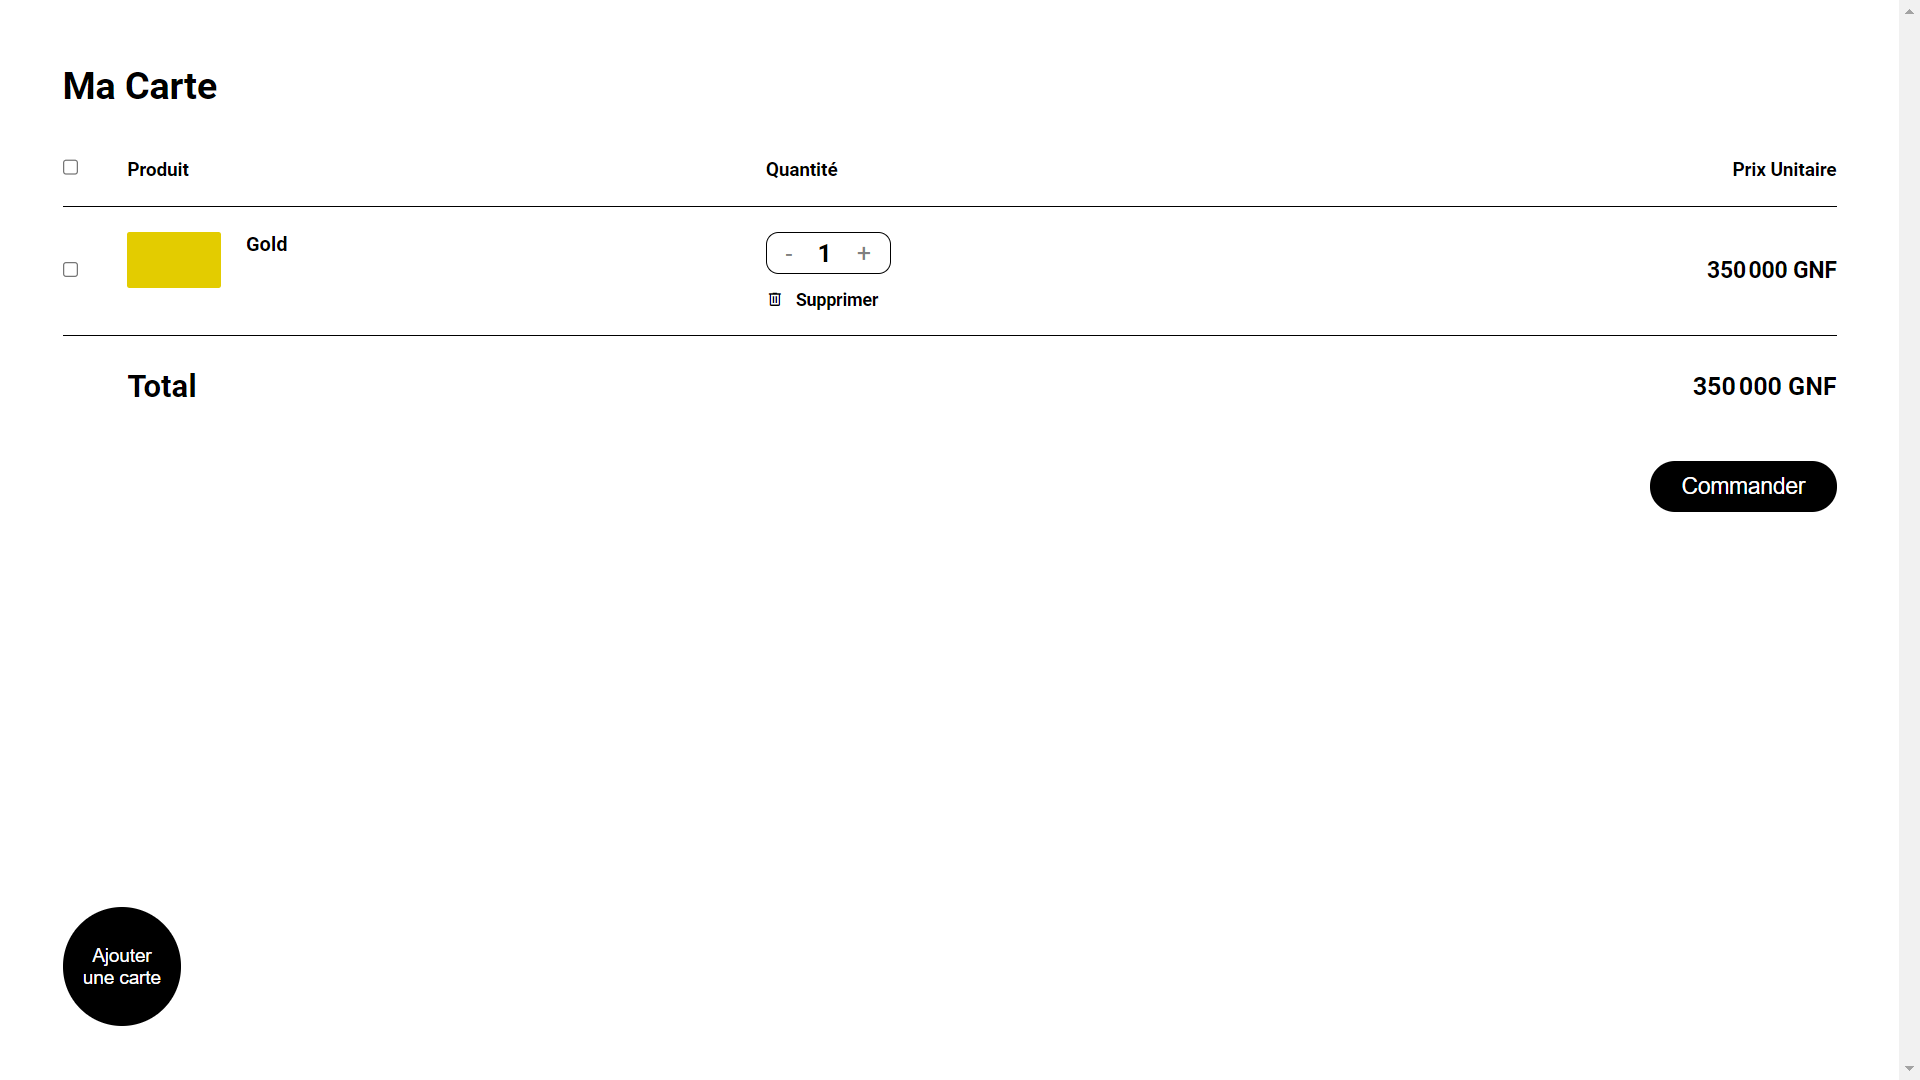 Ma Carte
Produit Quantité Prix Unitaire
Gold - 1 + 350 000 GNF
Supprimer
Total 350 000 GNF
Commander
Ajouter
une carte